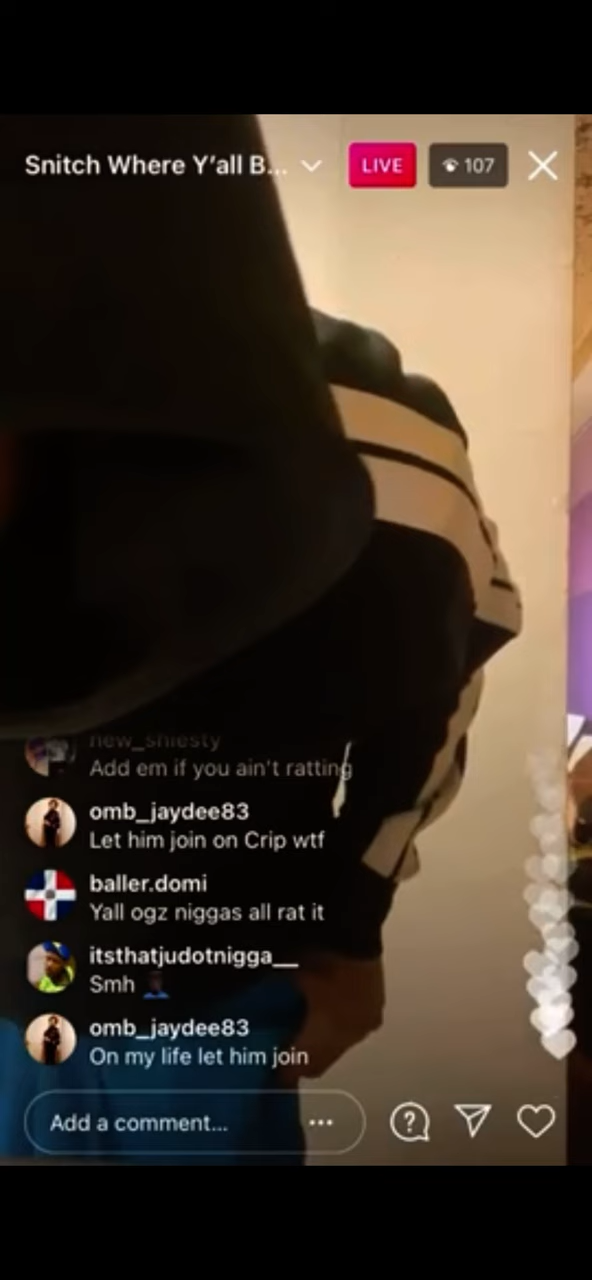 Snitch Where Y'all B...
LIVE
107
new_shiesty
Add em if you ain't ratting
omb_jaydee83
Let him join on Crip wtf
baller.domi
Yall ogz niggas all rat it
itsthatjudotnigga__
Smh
omb_jaydee83
On my life let him join
Add a comment...